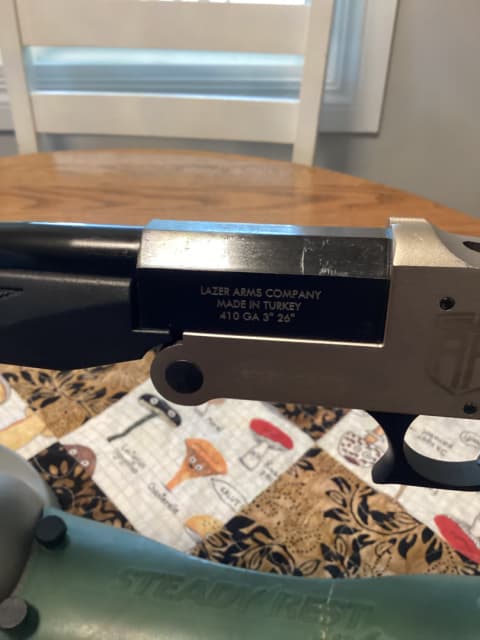 LAZER ARMS COMPANY
MADE IN TURKEY
410 GA 3" 26"
STEADY REST